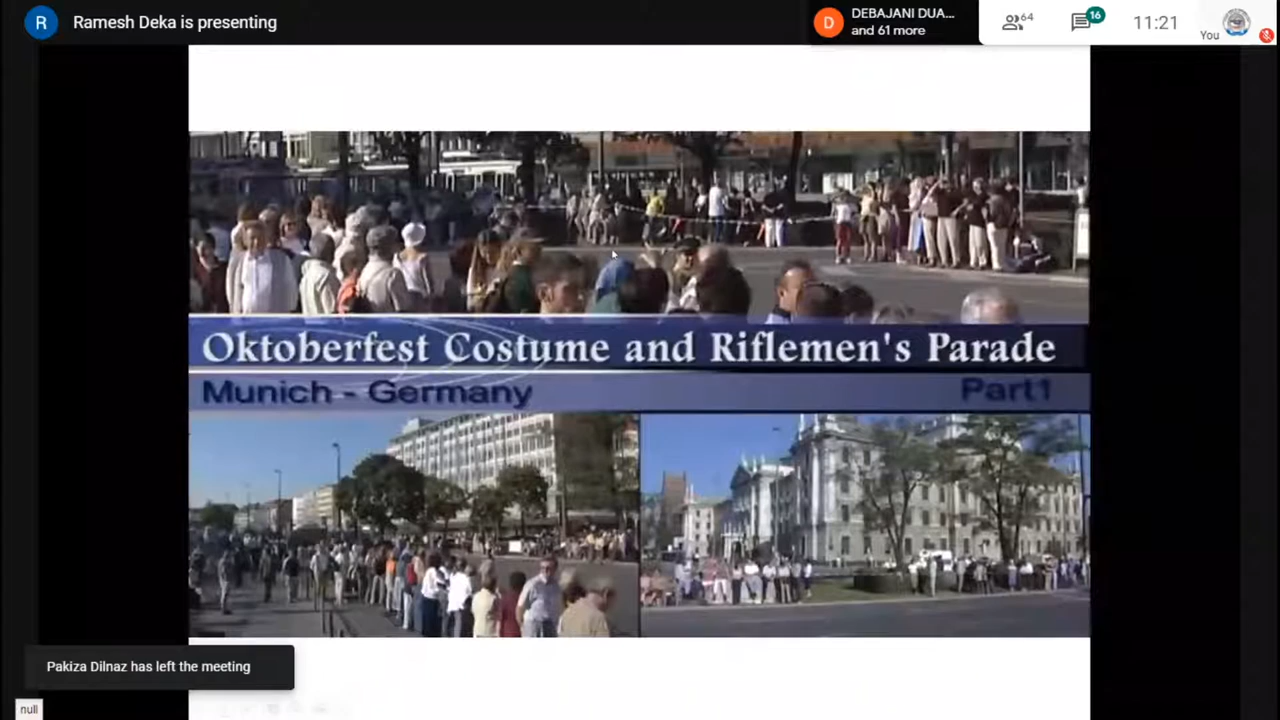 R
Ramesh Deka is presenting
D
DEBAJANI DUA...
and 61 more
64
16
11:21
You
Oktoberfest Costume and Riflemen's Parade
Munich - Germany
Part1
Pakiza Dilnaz has left the meeting
null